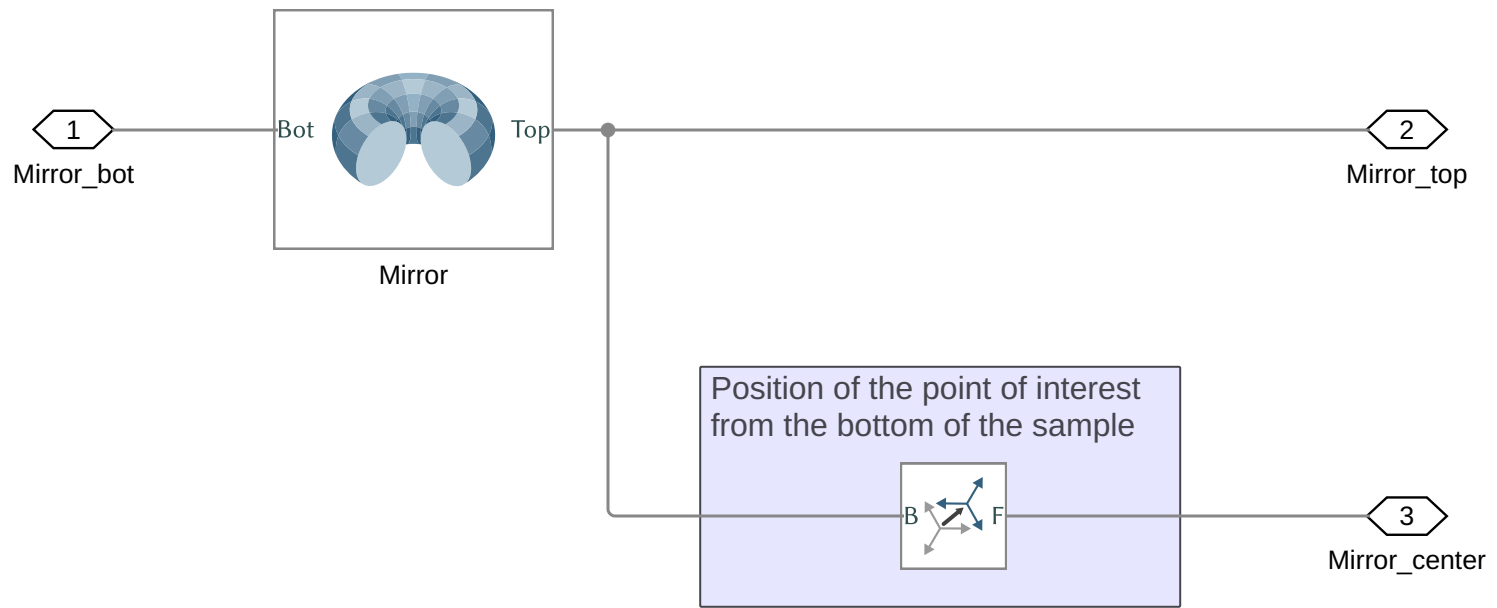 1
Mirror_bot
Bot
Top
Mirror
2
Mirror_top
Position of the point of interest
from the bottom of the sample
B
F
3
Mirror_center